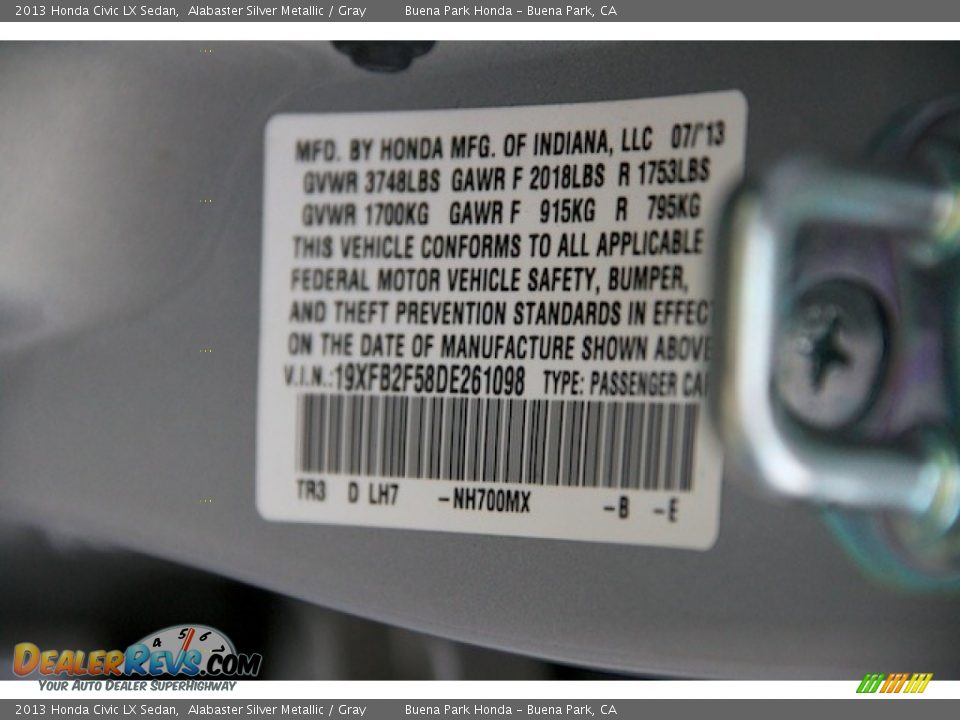 2013 Honda Civic LX Sedan, Alabaster Silver Metallic / Gray Buena Park Honda - Buena Park, CA
MFD. BY HONDA MFG. OF INDIANA, LLC 07/'13
GVWR 3748LBS GAWR F 2018LBS R 1753LBS
GVWR 1700KG GAWR F 915KG R 795KG
THIS VEHICLE CONFORMS TO ALL APPLICABLE
FEDERAL MOTOR VEHICLE SAFETY, BUMPER,
AND THEFT PREVENTION STANDARDS IN EFFEC
ON THE DATE OF MANUFACTURE SHOWN ABOVE
V.I.N.:19XFB2F58DE261098 TYPE: PASSENGER CA
TR3 D LH7 -NH700MX -B -E
4 5 6
DEALERREVS.COM
YOUR AUTO DEALER SUPERHIGHWAY
2013 Honda Civic LX Sedan, Alabaster Silver Metallic / Gray Buena Park Honda - Buena Park, CA